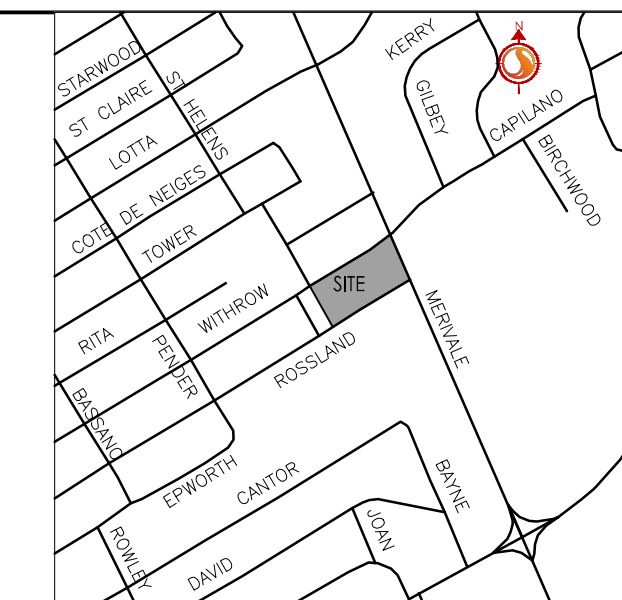 N
KERRY
STARWOOD
ST CLAIRE
ST HELENS
GILBEY
CAPILANO
LOTTA
BIRCHWOOD
COTE DE NEIGES
TOWER
SITE
WITHROW
MERIVALE
RITA
PENDER
ROSSLAND
BASSANO
EPWORTH
CANTOR
BAYNE
JOAN
ROWLEY
DAVID